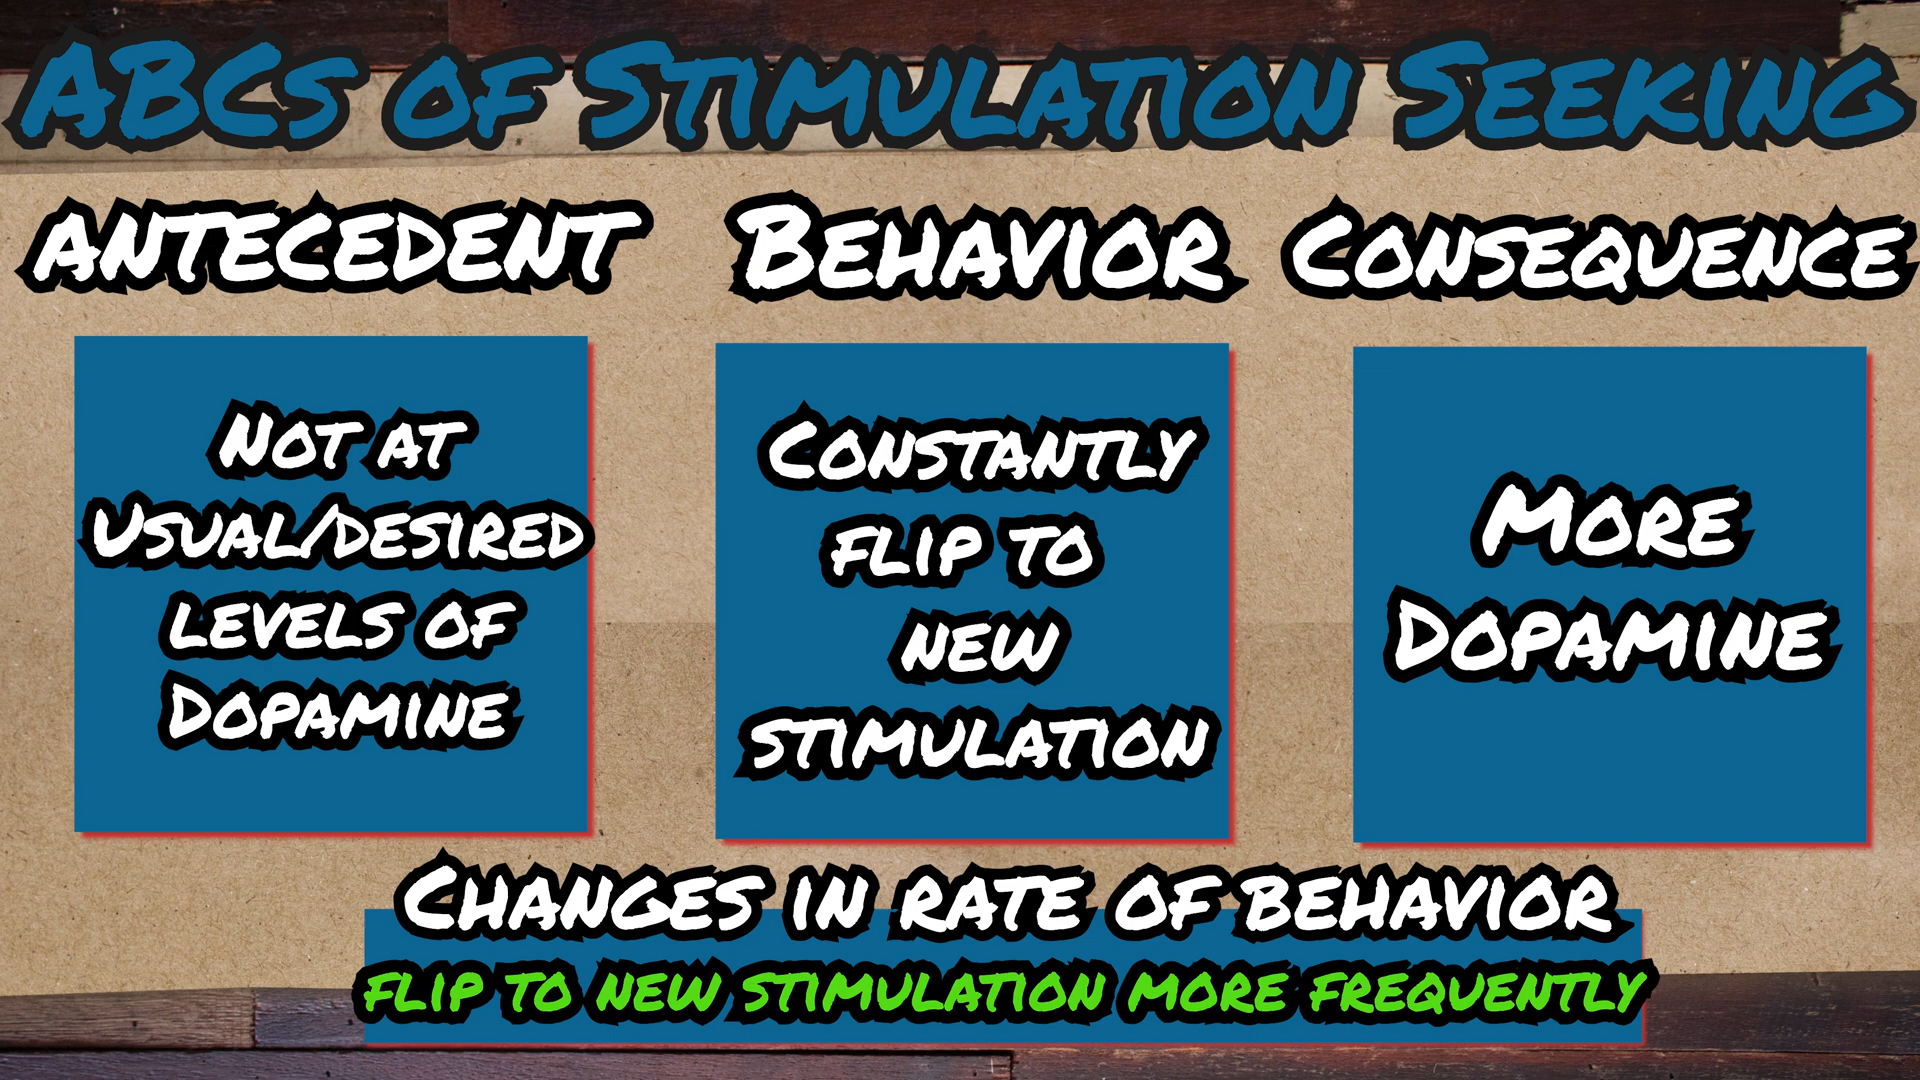 ABCs of Stimulation Seeking
Antecedent
Behavior
Consequence
Not at
Usual/desired
levels of
Dopamine
Constantly
flip to
new
stimulation
More
Dopamine
Changes in rate of behavior
flip to new stimulation more frequently